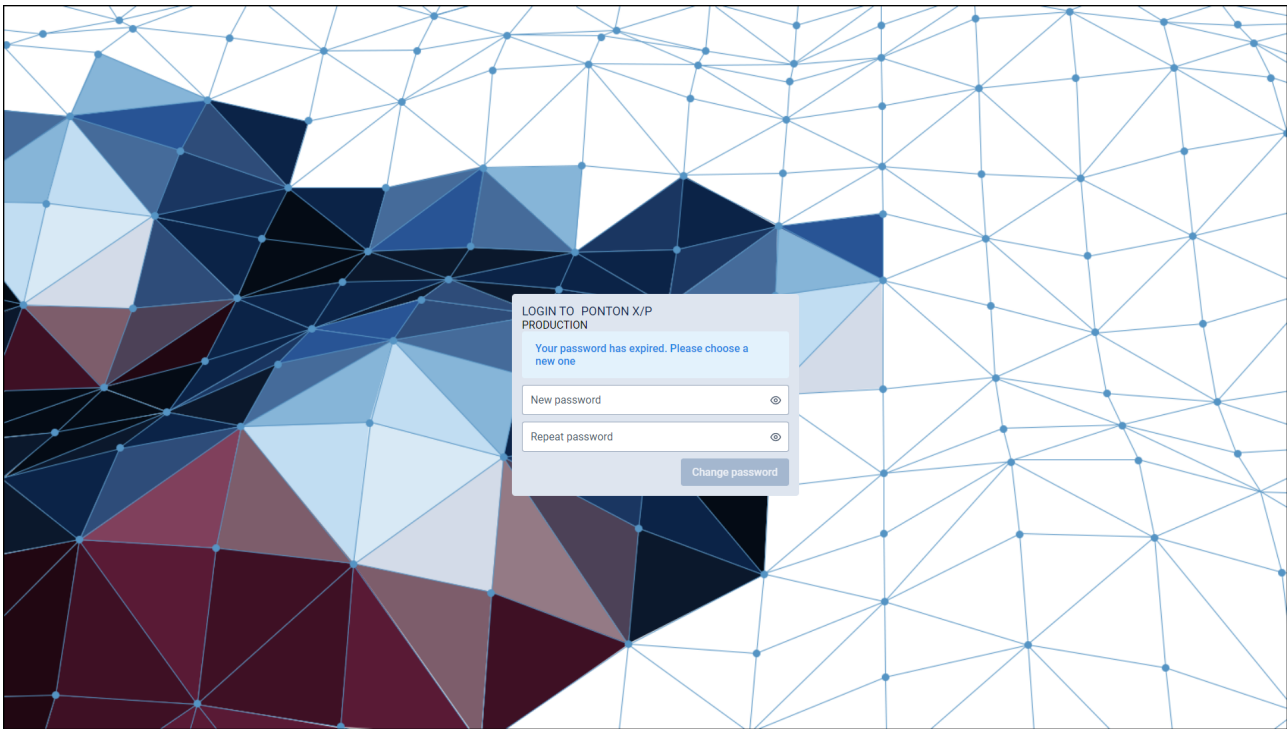 LOGIN TO PONTON X/P
PRODUCTION
Your password has expired. Please choose a
new one
New password
Repeat password
Change password